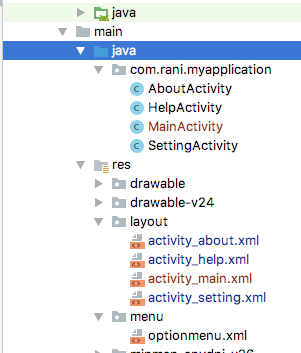 java
main
java
com.rani.myapplication
AboutActivity
HelpActivity
MainActivity
SettingActivity
res
drawable
drawable-v24
layout
activity_about.xml
activity_help.xml
activity_main.xml
activity_setting.xml
menu
optionmenu.xml